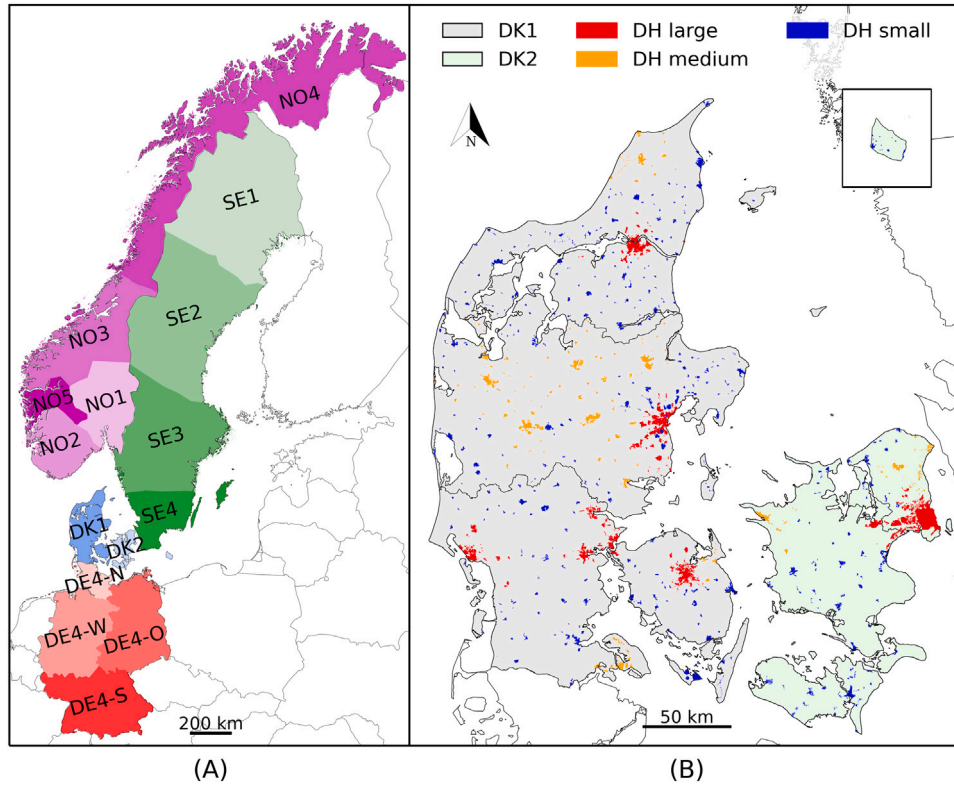 (A)
NO4
SE1
SE2
NO3
NO5
NO1
NO2
SE3
SE4
DK1
DK2
DE4-N
DE4-W
DE4-O
DE4-S
200 km
(B)
DK1
DK2
DH large
DH medium
DH small
N
50 km